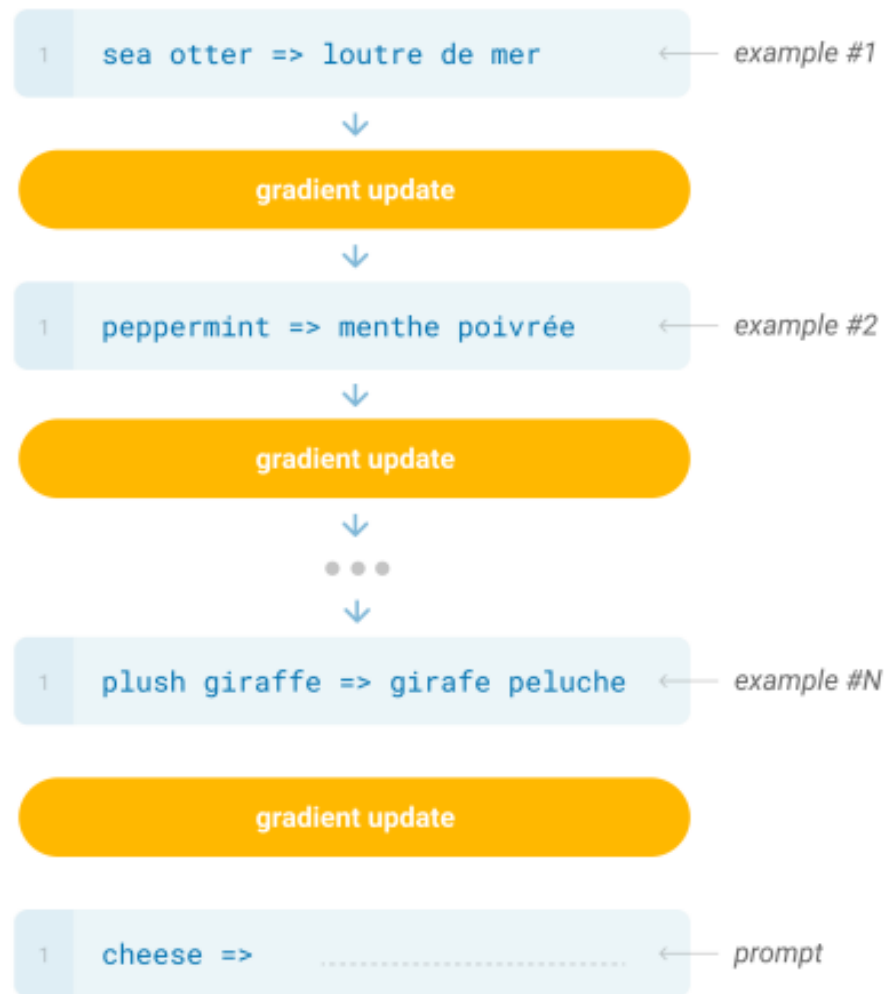 1 sea otter => loutre de mer example #1
gradient update
1 peppermint => menthe poivrée example #2
gradient update
1 plush giraffe => girafe peluche example #N
gradient update
1 cheese => prompt